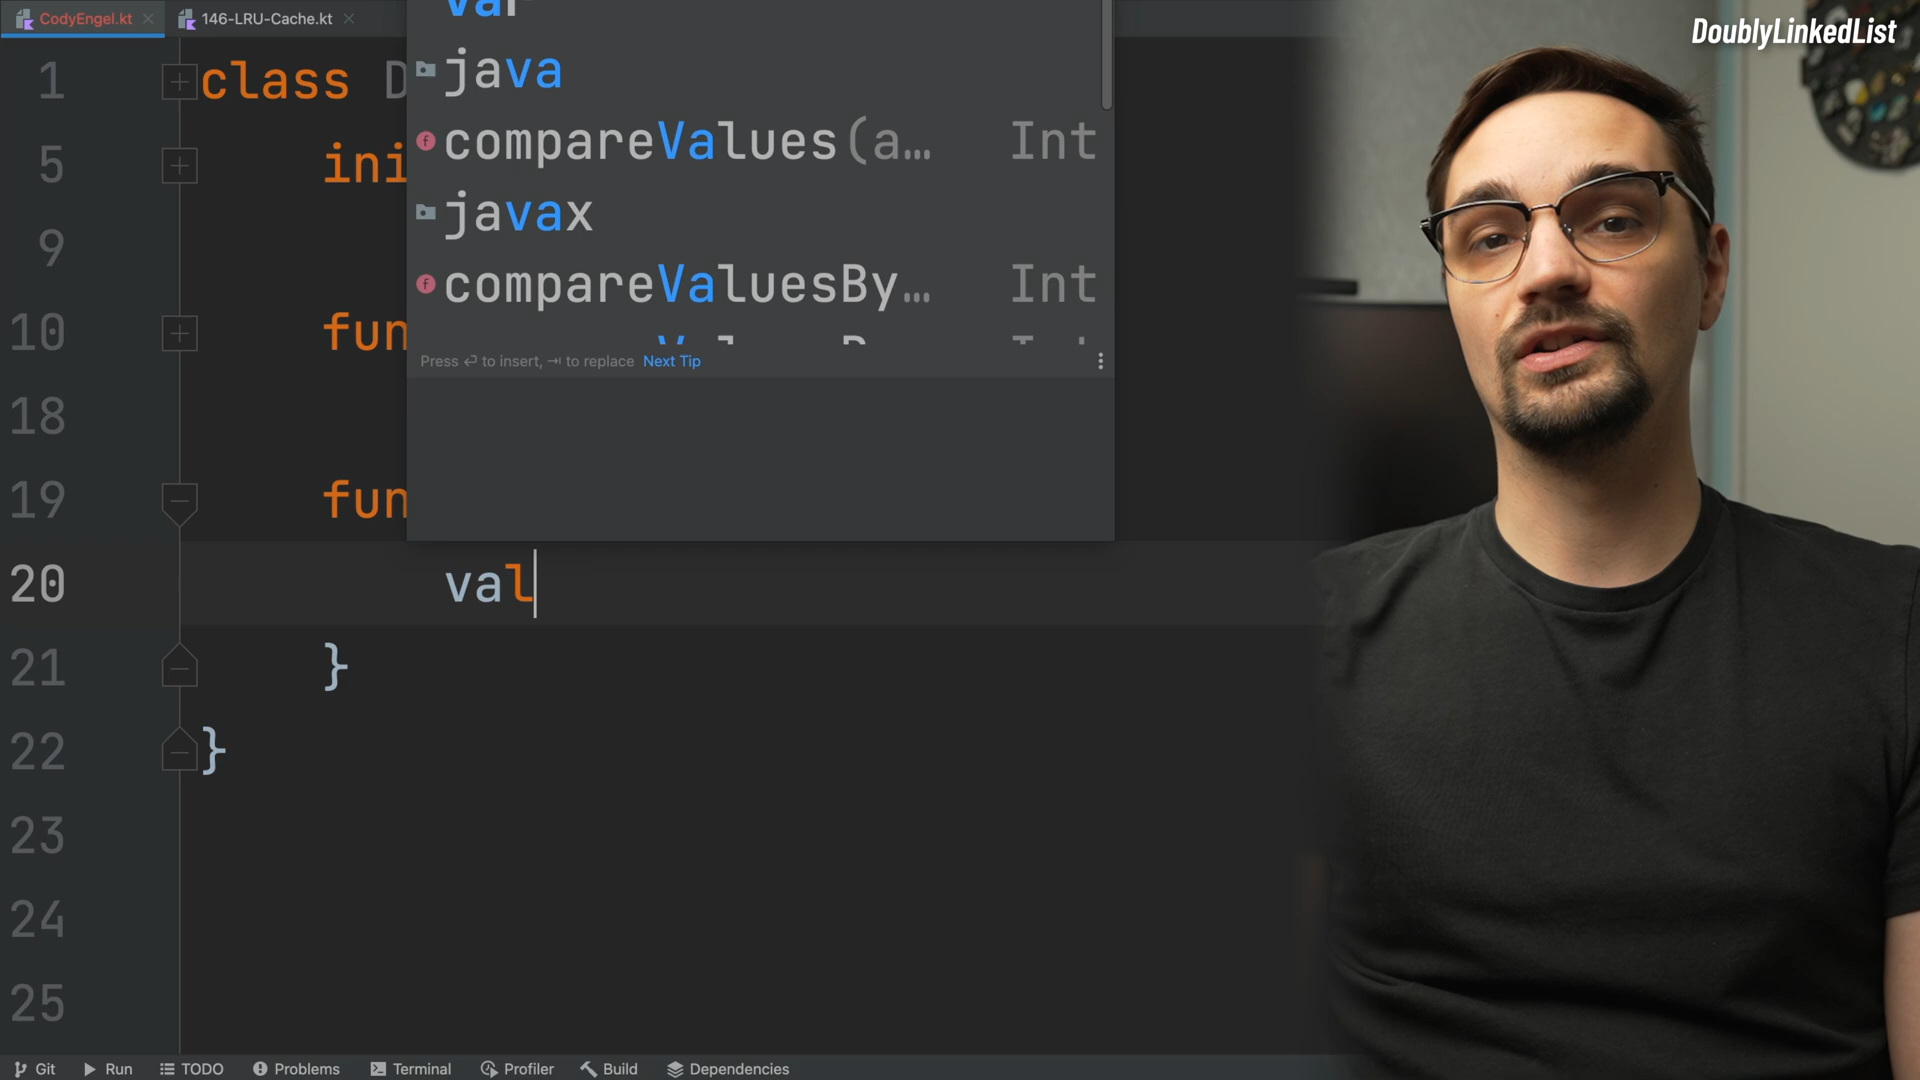 CodyEngel.kt
146-LRU-Cache.kt
DoublyLinkedList
1 class D
java
compareValues(a... Int
5 ini
javax
9
compareValuesBy... Int
10 fun
Press ⏎ to insert, ⇥ to replace Next Tip
18
19 fun
20 val
21 }
22 }
23
24
25
Git Run TODO Problems Terminal Profiler Build Dependencies